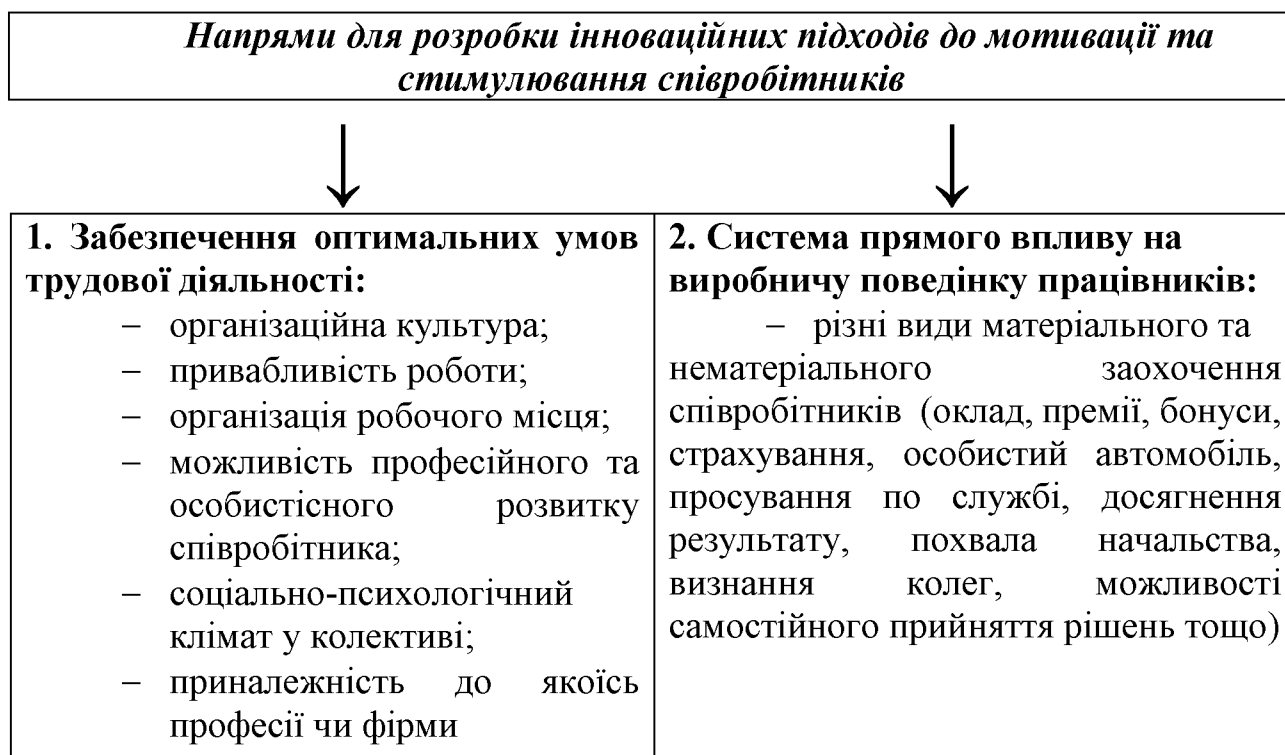 Напрями для розробки інноваційних підходів до мотивації та
стимулювання співробітників
1. Забезпечення оптимальних умов
трудової діяльності:
– організаційна культура;
– привабливість роботи;
– організація робочого місця;
– можливість професійного та
особистісного розвитку
співробітника;
– соціально-психологічний
клімат у колективі;
– приналежність до якоїсь
професії чи фірми
2. Система прямого впливу на
виробничу поведінку працівників:
– різні види матеріального та
нематеріального заохочення
співробітників (оклад, премії, бонуси,
страхування, особистий автомобіль,
просування по службі, досягнення
результату, похвала начальства,
визнання колег, можливості
самостійного прийняття рішень тощо)